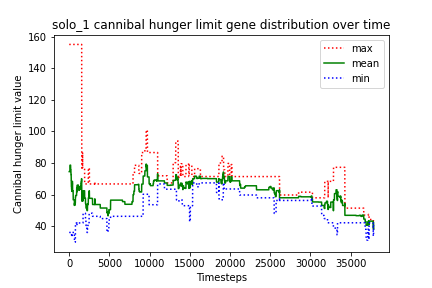 solo_1 cannibal hunger limit gene distribution over time
160
140
120
100
80
60
40
Cannibal hunger limit value
max
mean
min
0
5000
10000
15000
20000
25000
30000
35000
Timesteps